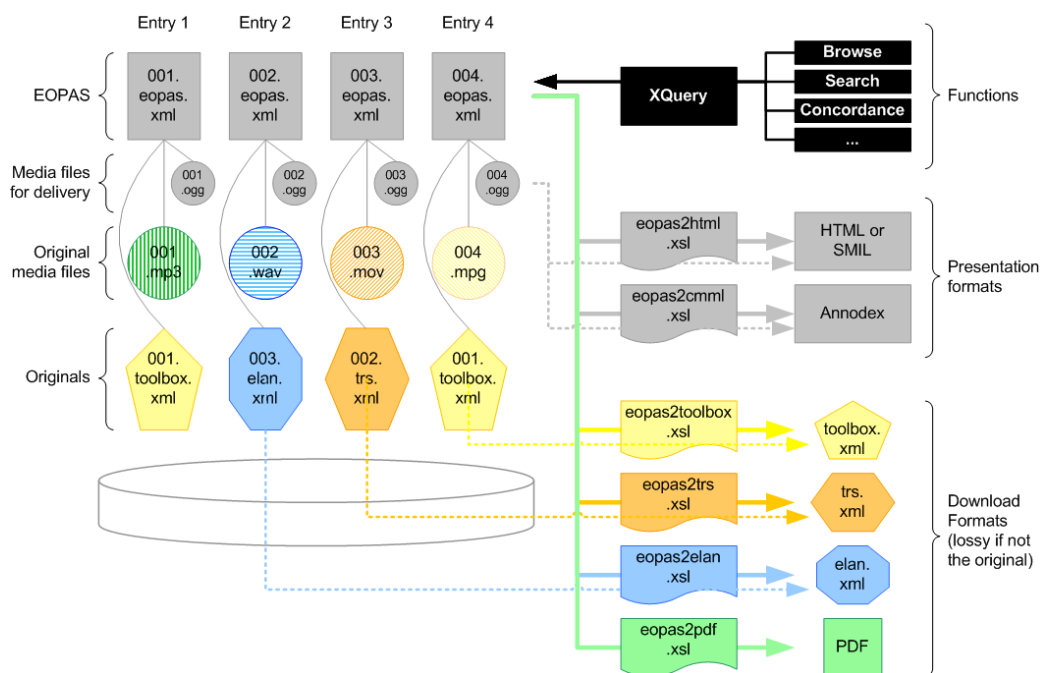 Entry 1
Entry 2
Entry 3
Entry 4
EOPAS
001.
eopas.
xml
002.
eopas.
xml
003.
eopas.
xml
004.
eopas.
xml
XQuery
Browse
Search
Concordance
...
Functions
Media files
for delivery
001
.ogg
002
.ogg
003
.ogg
004
.ogg
Original
media files
001
.mp3
002
.wav
003
.mov
004
.mpg
eopas2html
.xsl
HTML or
SMIL
eopas2cmml
.xsl
Annodex
Presentation
formats
Originals
001.
toolbox.
xml
003.
elan.
xrnl
002.
trs.
xrnl
001.
toolbox.
xml
eopas2toolbox
.xsl
toolbox.
xml
eopas2trs
.xsl
trs.
xml
eopas2elan
.xsl
elan.
xml
eopas2pdf
.xsl
PDF
Download
Formats
(lossy if not
the original)